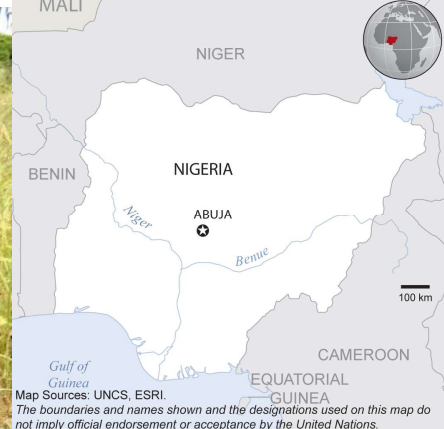 MALI
NIGER
BENIN
NIGERIA
Niger
ABUJA
Benue
100 km
CAMEROON
Gulf of
Guinea
EQUATORIAL
GUINEA
Map Sources: UNCS, ESRI.
The boundaries and names shown and the designations used on this map do
not imply official endorsement or acceptance by the United Nations.